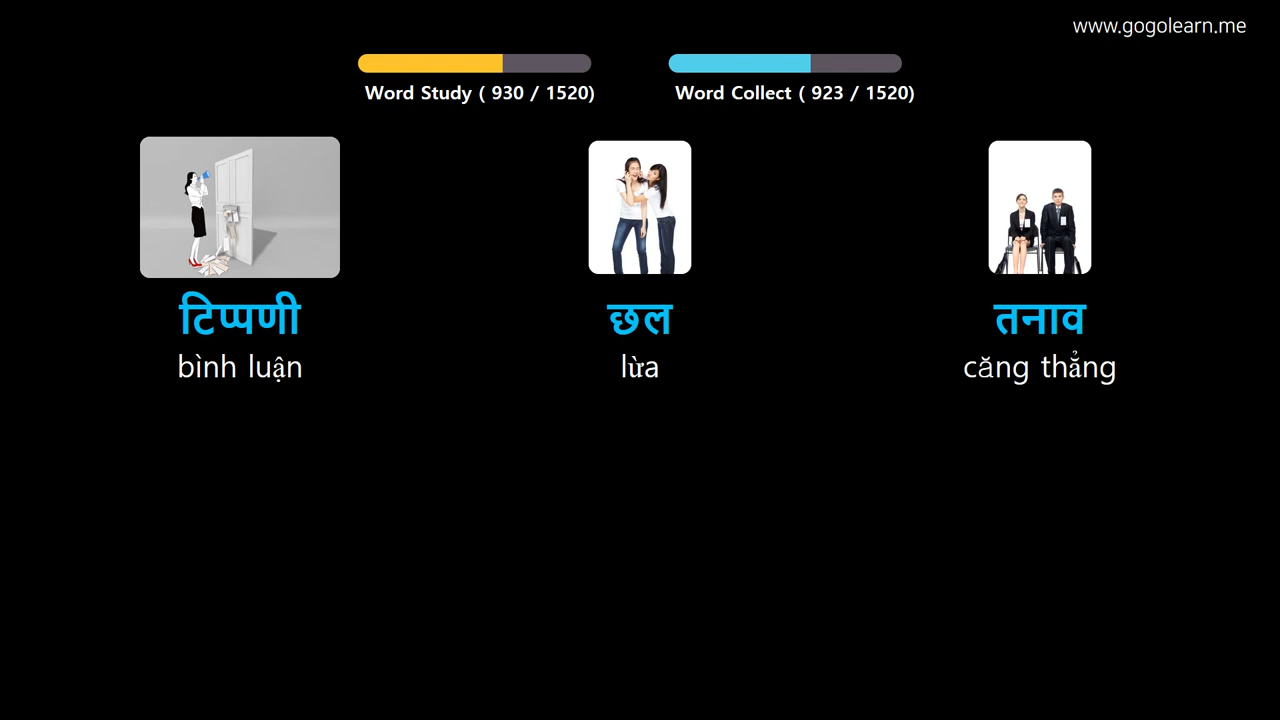 www.gogolearn.me
Word Study ( 930 / 1520)
Word Collect ( 923 / 1520)
टिप्पणी
छल
तनाव
bình luận
lừa
căng thẳng